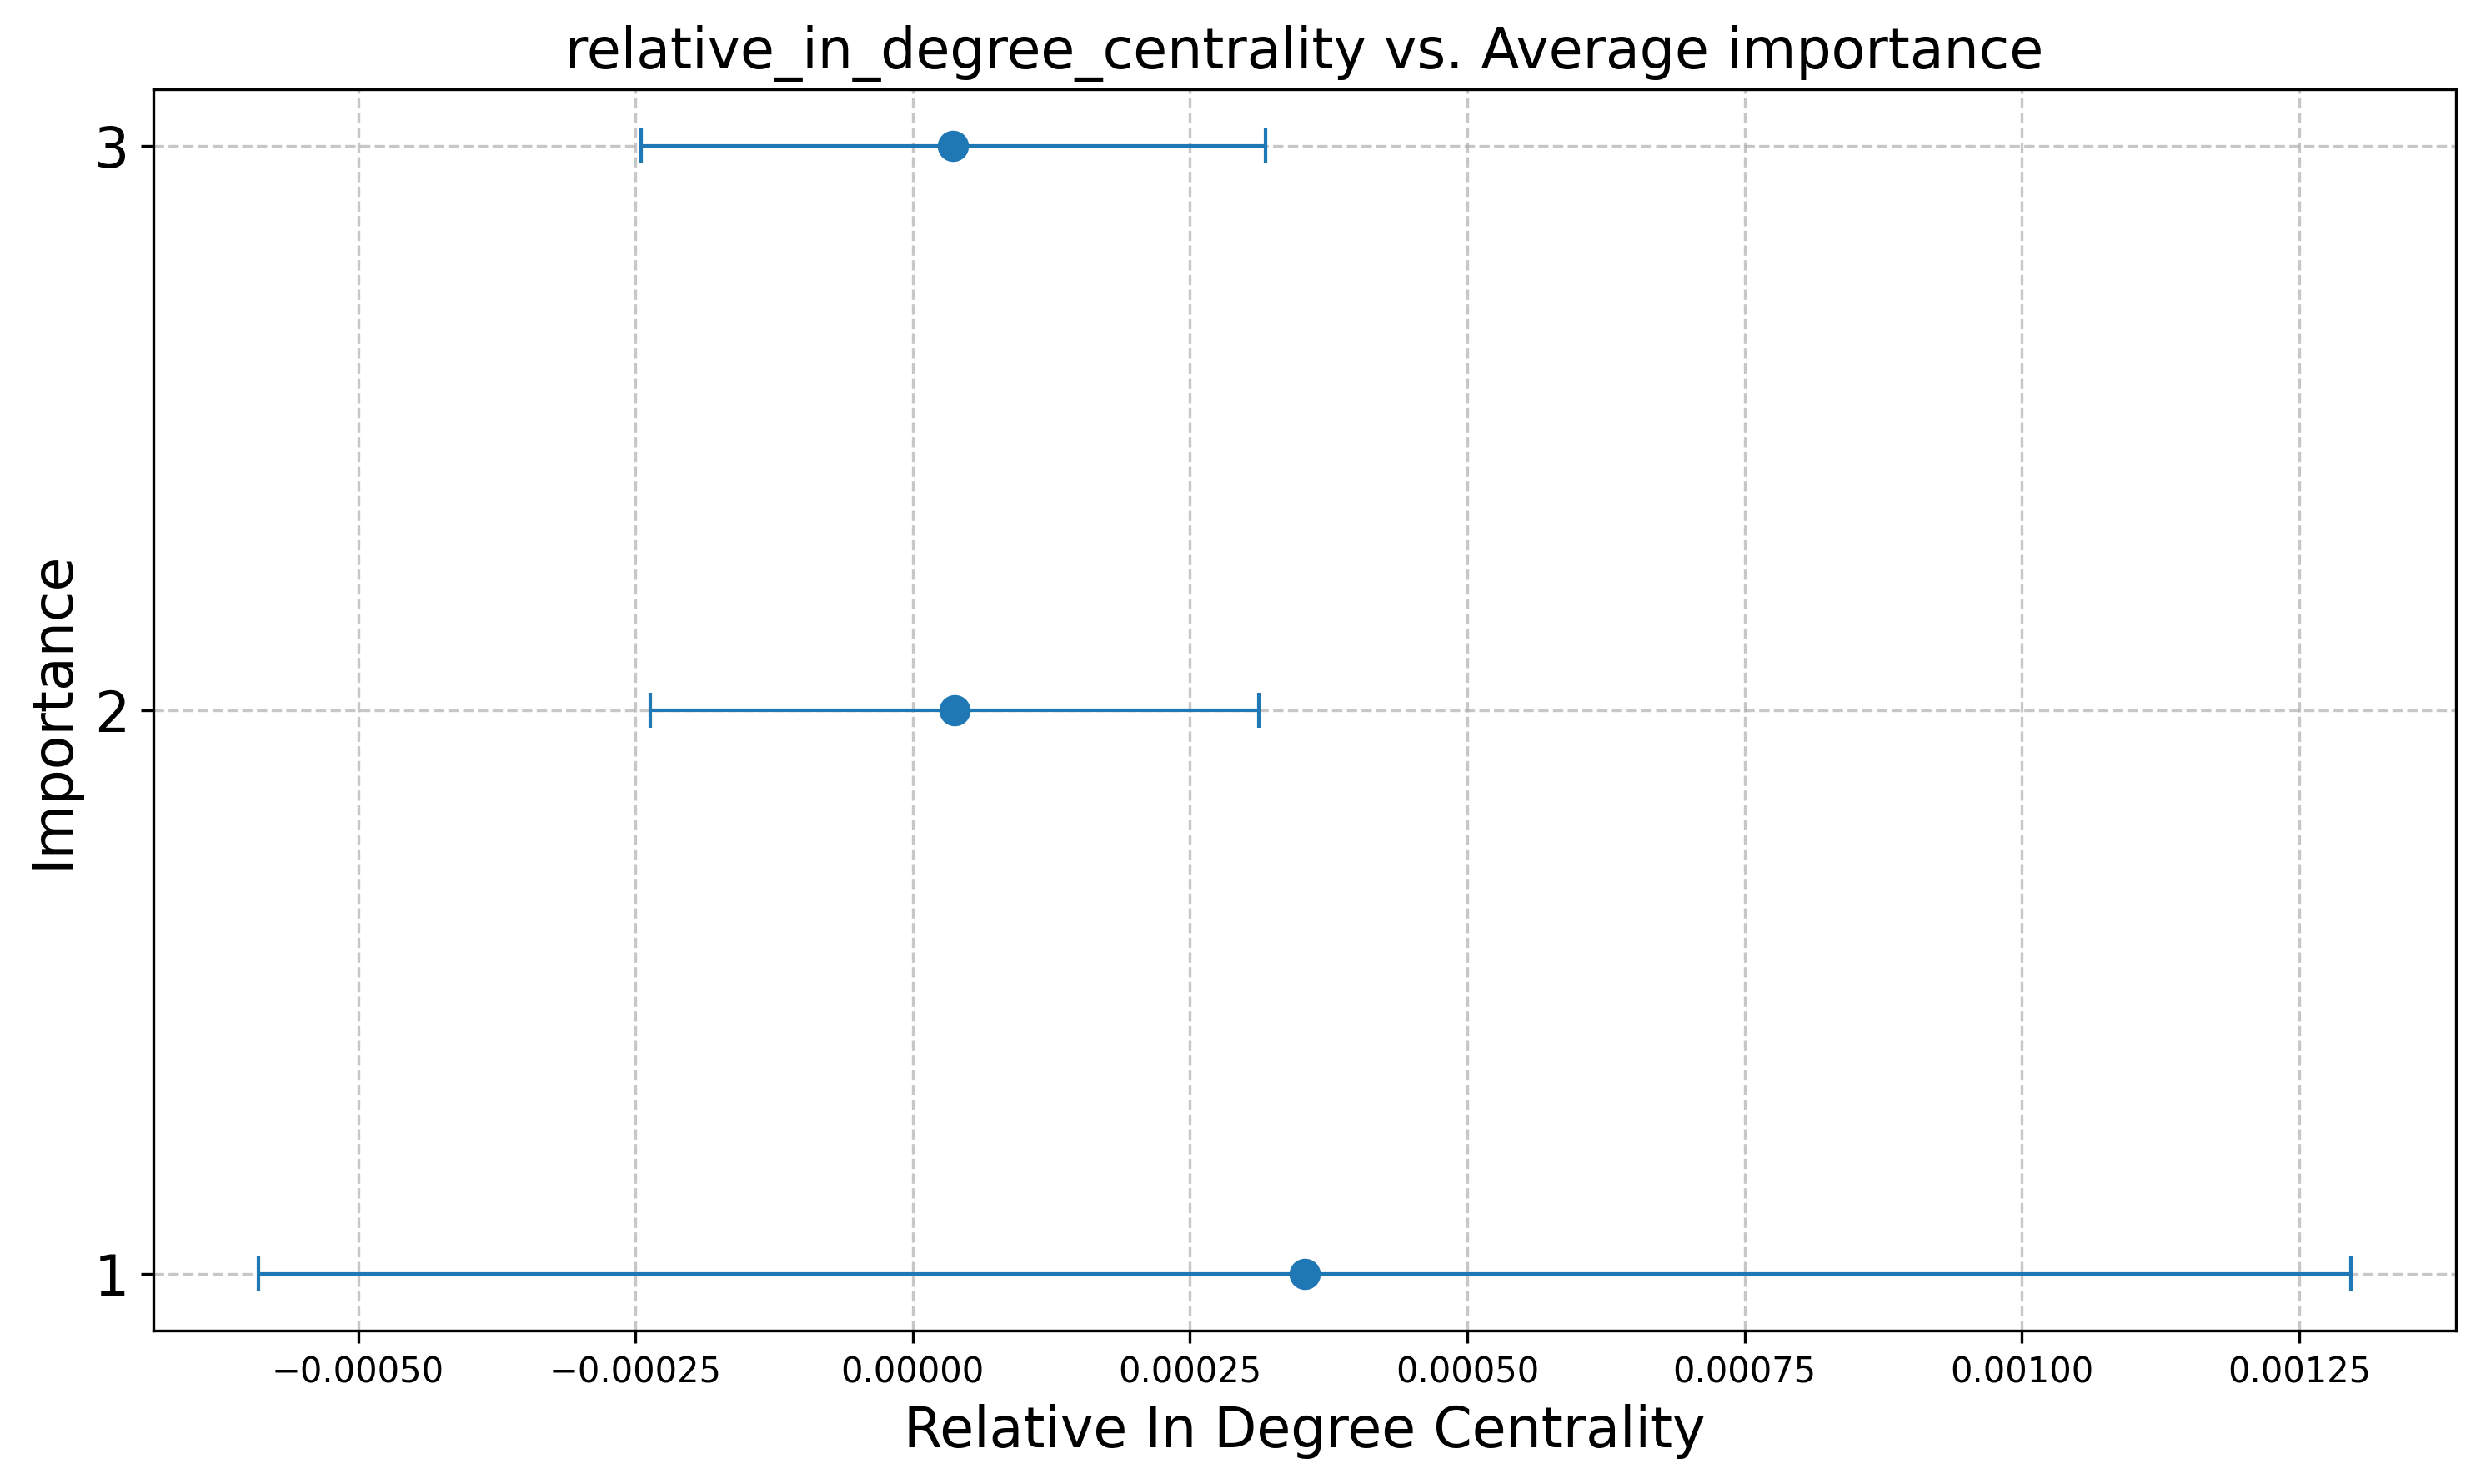 relative_in_degree_centrality vs. Average importance
3
2
1
Importance
−0.00050 −0.00025 0.00000 0.00025 0.00050 0.00075 0.00100 0.00125
Relative In Degree Centrality